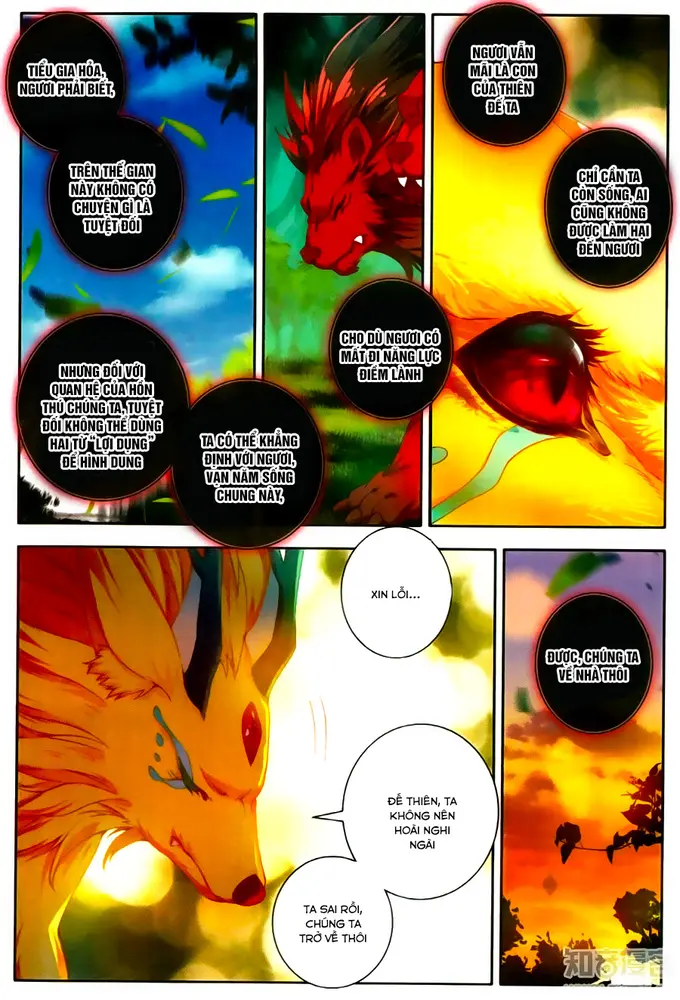 TIỂU GIA HỎA,
NGƯƠI PHẢI BIẾT,
TRÊN THẾ GIAN
NÀY KHÔNG CÓ
CHUYỆN GÌ LÀ
TUYỆT ĐỐI
NHƯNG ĐỐI VỚI
QUAN HỆ CỦA HỒN
THÚ CHÚNG TA, TUYỆT
ĐỐI KHÔNG THỂ DÙNG
HAI TỪ "LỢI DỤNG"
ĐỂ HÌNH DUNG
TA CÓ THỂ KHẲNG
ĐỊNH VỚI NGƯƠI,
VẠN NĂM SỐNG
CHUNG NÀY,
CHO DÙ NGƯƠI CÓ
MẤT ĐI NĂNG LỰC
ĐIỀM LÀNH
NGƯƠI VẪN
MÃI LÀ CON
CỦA THIÊN
ĐẾ TA
CHỈ CẦN TA
CÒN SỐNG, AI
CŨNG KHÔNG
ĐƯỢC LÀM HẠI
ĐẾN NGƯƠI
XIN LỖI...
ĐẾ THIÊN, TA
KHÔNG NÊN
HOÀI NGHI
NGÀI
TA SAI RỒI,
CHÚNG TA
TRỞ VỀ THÔI
ĐƯỢC, CHÚNG TA
VỀ NHÀ THÔI
知音漫客